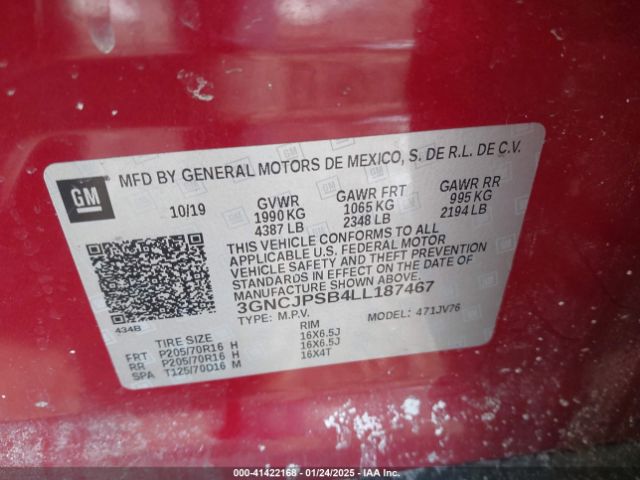 GM
MFD BY GENERAL MOTORS DE MEXICO, S. DE R.L. DE C.V.
10/19
GVWR
1990 KG
4387 LB
GAWR FRT
1065 KG
2348 LB
GAWR RR
995 KG
2194 LB
THIS VEHICLE CONFORMS TO ALL
APPLICABLE U.S. FEDERAL MOTOR
VEHICLE SAFETY AND THEFT PREVENTION
STANDARDS IN EFFECT ON THE DATE OF
MANUFACTURE SHOWN ABOVE.
3GNCJPSB4LL187467
TYPE: M.P.V. MODEL: 471JV76
434B
TIRE SIZE RIM
FRT P205/70R16 H 16X6.5J
RR P205/70R16 H 16X6.5J
SPA T125/70D16 M 16X4T
000-41422168 - 01/24/2025 - IAA Inc.